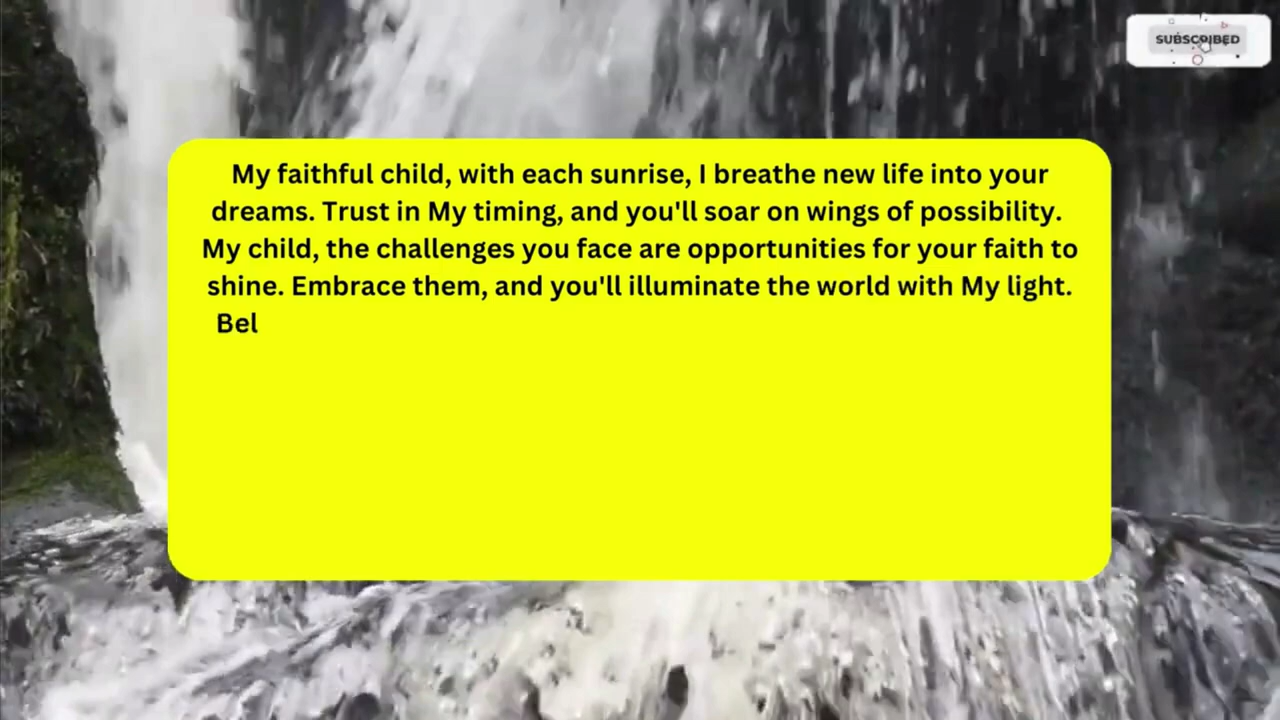 SUBSCRIBED
My faithful child, with each sunrise, I breathe new life into your
dreams. Trust in My timing, and you'll soar on wings of possibility.
My child, the challenges you face are opportunities for your faith to
shine. Embrace them, and you'll illuminate the world with My light.
Bel